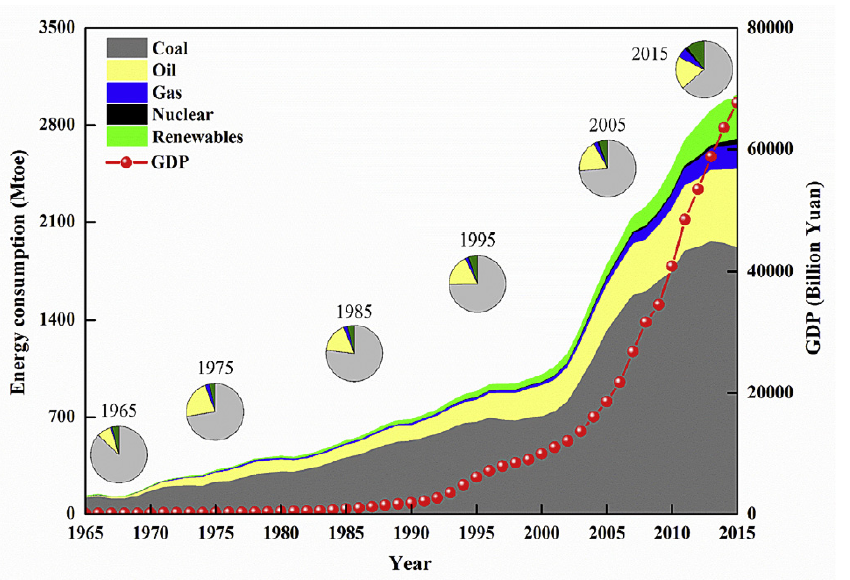 3500
2800
2100
1400
700
0
Energy consumption (Mtoe)
Coal
Oil
Gas
Nuclear
Renewables
GDP
1965
1975
1985
1995
2005
2015
80000
60000
40000
20000
0
GDP (Billion Yuan)
1965 1970 1975 1980 1985 1990 1995 2000 2005 2010 2015
Year